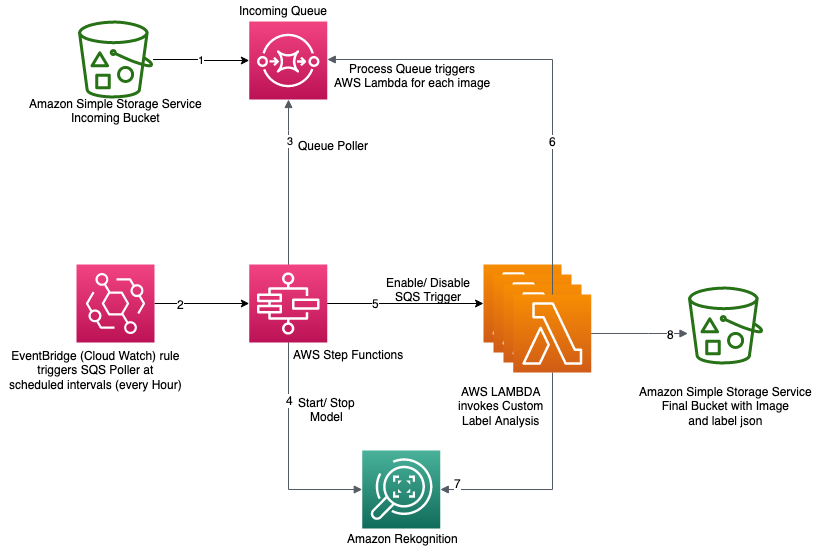 Incoming Queue
1
Process Queue triggers
AWS Lambda for each image
Amazon Simple Storage Service
Incoming Bucket
3
Queue Poller
6
2
Enable/ Disable
5
SQS Trigger
8
EventBridge (Cloud Watch) rule
triggers SQS Poller at
scheduled intervals (every Hour)
AWS Step Functions
4
Start/ Stop
Model
AWS LAMBDA
invokes Custom
Label Analysis
Amazon Simple Storage Service
Final Bucket with Image
and label json
7
Amazon Rekognition